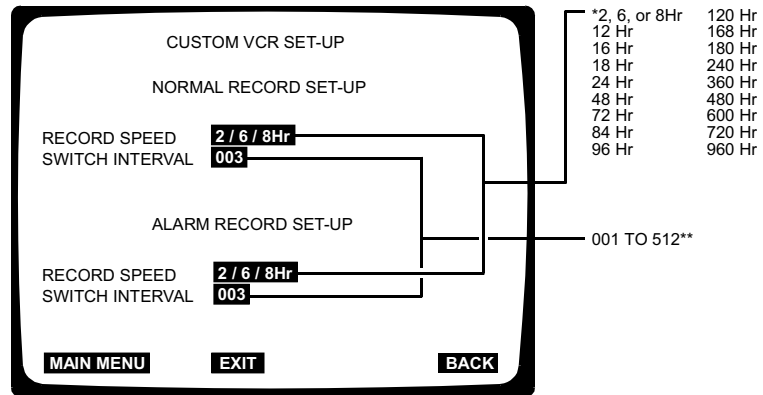 CUSTOM VCR SET-UP
NORMAL RECORD SET-UP
RECORD SPEED 2 / 6 / 8Hr
SWITCH INTERVAL 003
ALARM RECORD SET-UP
RECORD SPEED 2 / 6 / 8Hr
SWITCH INTERVAL 003
MAIN MENU EXIT BACK
*2, 6, or 8Hr 120 Hr
12 Hr 168 Hr
16 Hr 180 Hr
18 Hr 240 Hr
24 Hr 360 Hr
48 Hr 480 Hr
72 Hr 600 Hr
84 Hr 720 Hr
96 Hr 960 Hr
001 TO 512**